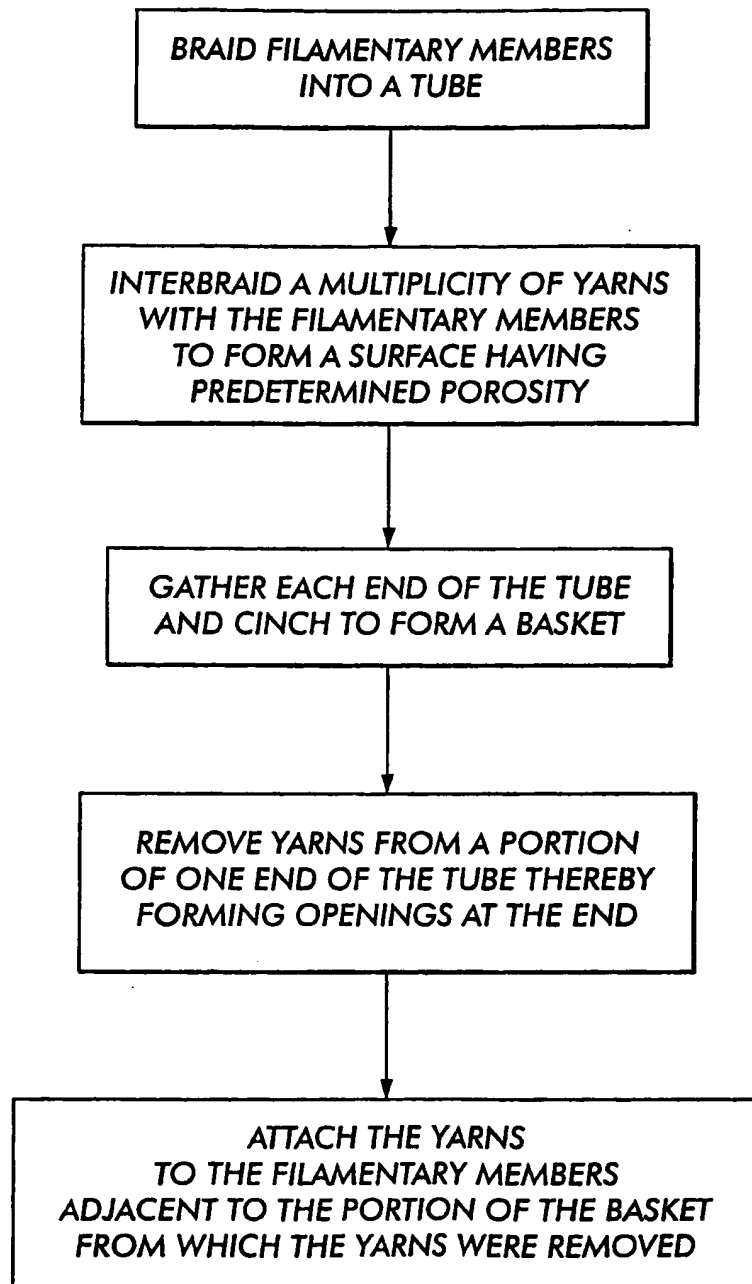 BRAID FILAMENTARY MEMBERS
INTO A TUBE
INTERBRAID A MULTIPLICITY OF YARNS
WITH THE FILAMENTARY MEMBERS
TO FORM A SURFACE HAVING
PREDETERMINED POROSITY
GATHER EACH END OF THE TUBE
AND CINCH TO FORM A BASKET
REMOVE YARNS FROM A PORTION
OF ONE END OF THE TUBE THEREBY
FORMING OPENINGS AT THE END
ATTACH THE YARNS
TO THE FILAMENTARY MEMBERS
ADJACENT TO THE PORTION OF THE BASKET
FROM WHICH THE YARNS WERE REMOVED